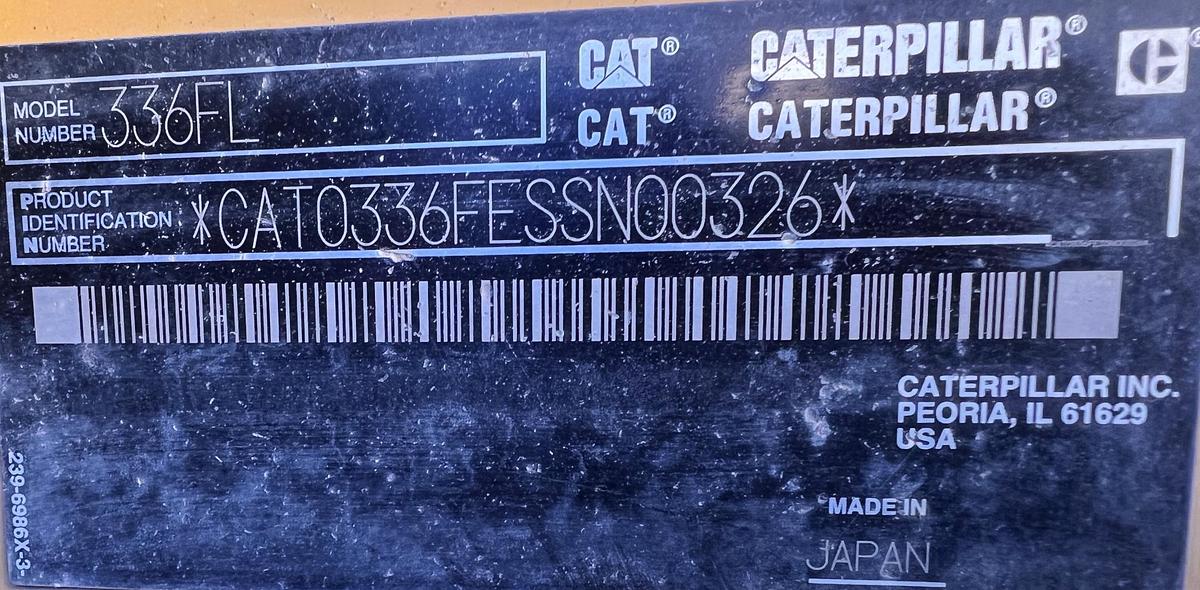 CAT® CATERPILLAR®
CAT® CATERPILLAR®
MODEL
NUMBER 336FL
PRODUCT
IDENTIFICATION
NUMBER *CAT0336FESSN00326*
CATERPILLAR INC.
PEORIA, IL 61629
USA
MADE IN
JAPAN
239-6986X-3-